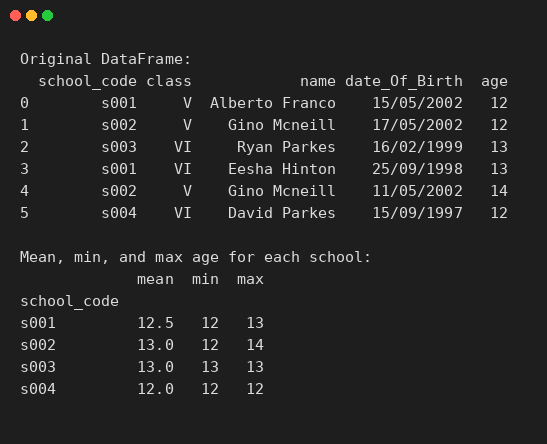 Original DataFrame:
  school_code class            name date_Of_Birth  age
0        s001     V  Alberto Franco    15/05/2002   12
1        s002     V    Gino Mcneill    17/05/2002   12
2        s003    VI     Ryan Parkes    16/02/1999   13
3        s001    VI    Eesha Hinton    25/09/1998   13
4        s002     V    Gino Mcneill    11/05/2002   14
5        s004    VI    David Parkes    15/09/1997   12
Mean, min, and max age for each school:
             mean  min  max
school_code
s001         12.5   12   13
s002         13.0   12   14
s003         13.0   13   13
s004         12.0   12   12